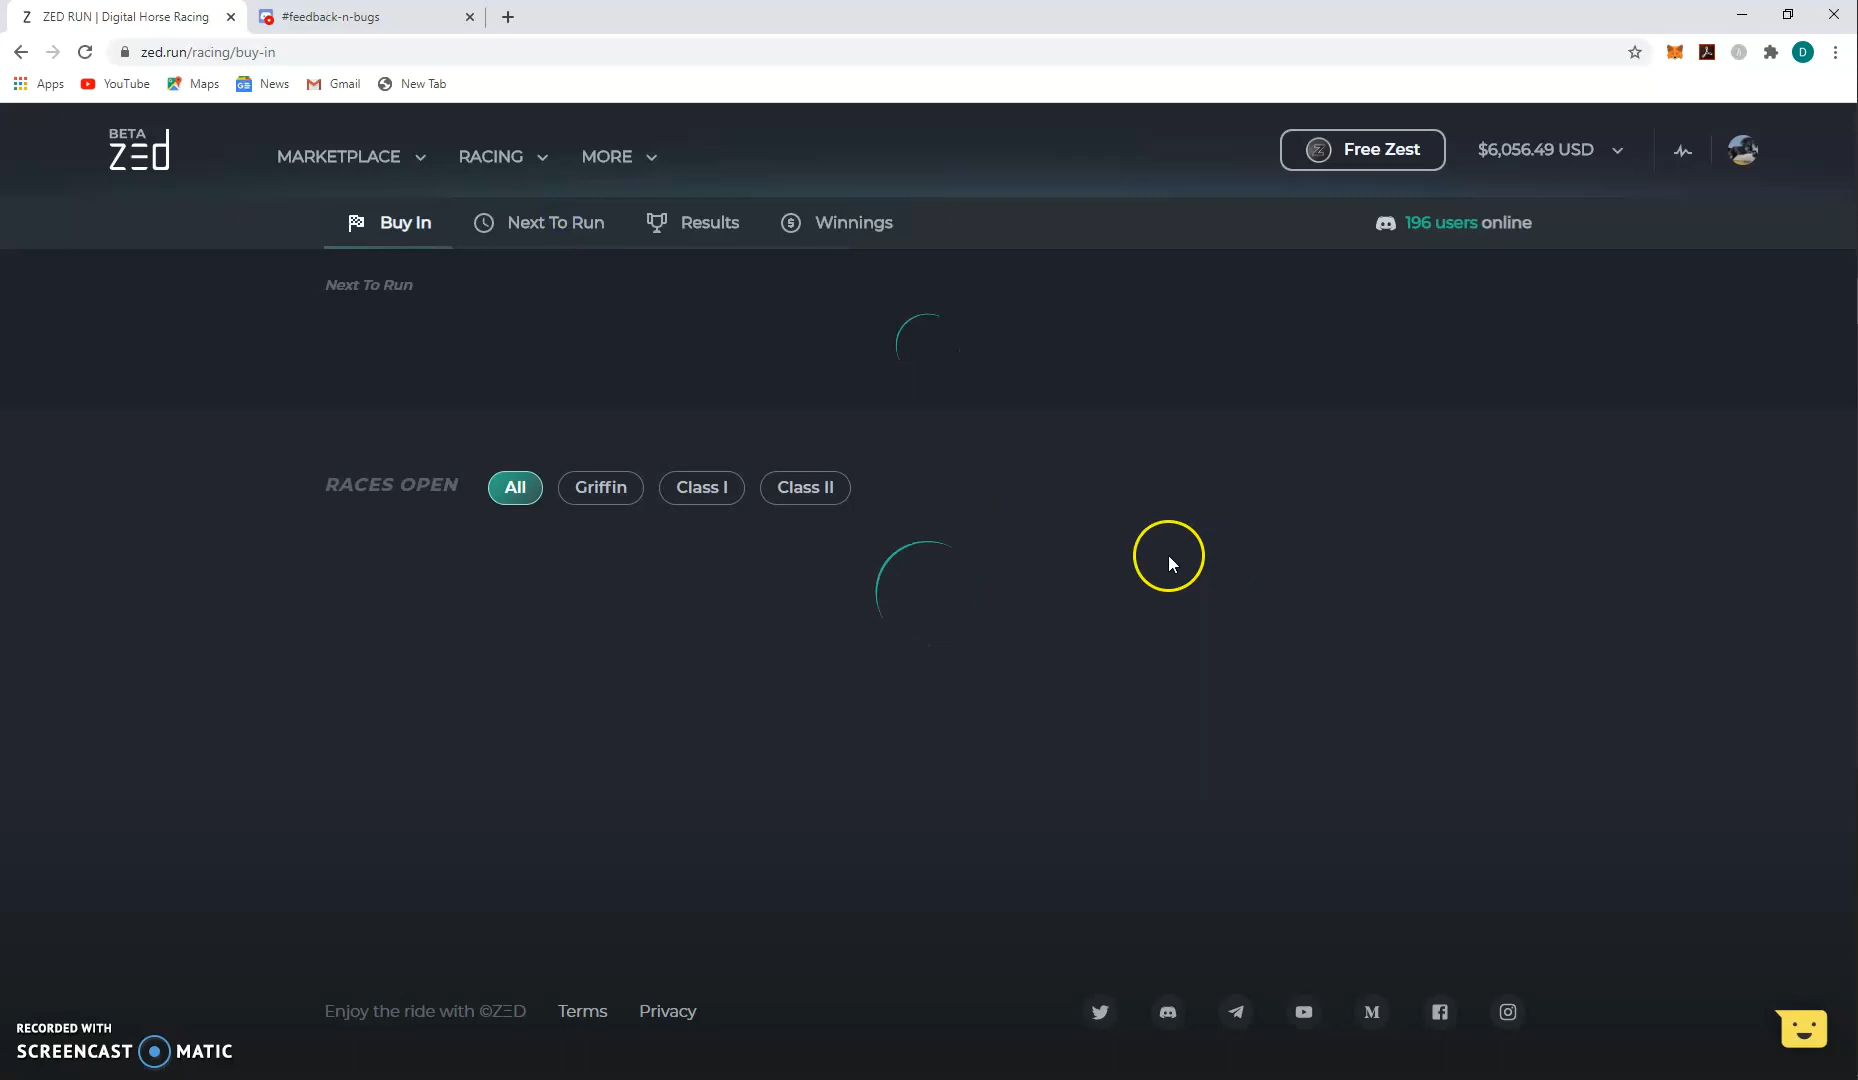 ZED RUN | Digital Horse Racing
#feedback-n-bugs
zed.run/racing/buy-in
D
Apps
YouTube
Maps
News
Gmail
New Tab
BETA
ZED
MARKETPLACE
RACING
MORE
Free Zest
$6,056.49 USD
Buy In
Next To Run
Results
Winnings
196 users online
Next To Run
RACES OPEN
All
Griffin
Class I
Class II
Enjoy the ride with ©ZED
Terms
Privacy
RECORDED WITH
SCREENCAST MATIC